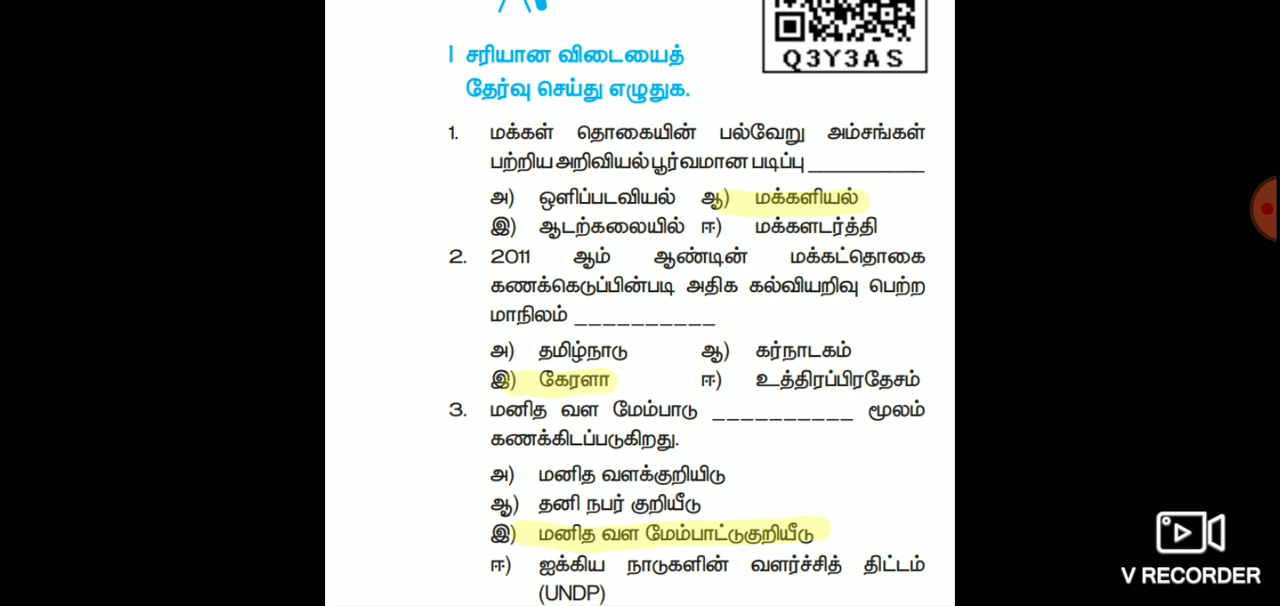 Q3Y3AS
I சரியான விடையைத்
தேர்வு செய்து எழுதுக.
1. மக்கள் தொகையின் பல்வேறு அம்சங்கள்
பற்றிய அறிவியல்பூர்வமான படிப்பு __________
அ) ஒளிப்படவியல் ஆ) மக்களியல்
இ) ஆடற்கலையில் ஈ) மக்களடர்த்தி
2. 2011 ஆம் ஆண்டின் மக்கட்தொகை
கணக்கெடுப்பின்படி அதிக கல்வியறிவு பெற்ற
மாநிலம் __________
அ) தமிழ்நாடு ஆ) கர்நாடகம்
இ) கேரளா ஈ) உத்திரப்பிரதேசம்
3. மனித வள மேம்பாடு __________ மூலம்
கணக்கிடப்படுகிறது.
அ) மனித வளக்குறியிடு
ஆ) தனி நபர் குறியீடு
இ) மனித வள மேம்பாட்டுகுறியீடு
ஈ) ஐக்கிய நாடுகளின் வளர்ச்சித் திட்டம்
(UNDP)
V RECORDER